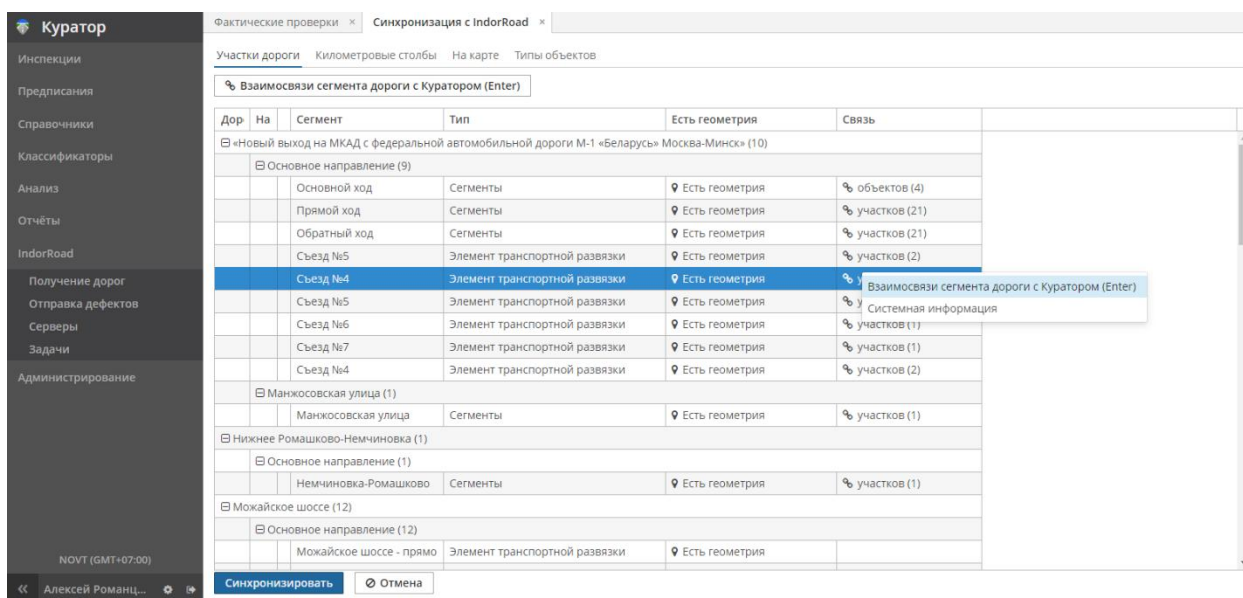 Куратор
Инспекции
Предписания
Справочники
Классификаторы
Анализ
Отчёты
IndorRoad
Получение дорог
Отправка дефектов
Серверы
Задачи
Администрирование
NOVT (GMT+07:00)
Алексей Романц...
Фактические проверки × Синхронизация с IndorRoad ×
Участки дороги Километровые столбы На карте Типы объектов
Взаимосвязи сегмента дороги с Куратором (Enter)
Дор На Сегмент Тип Есть геометрия Связь
«Новый выход на МКАД с федеральной автомобильной дороги М-1 «Беларусь» Москва-Минск» (10)
Основное направление (9)
Основной ход Сегменты Есть геометрия объектов (4)
Прямой ход Сегменты Есть геометрия участков (21)
Обратный ход Сегменты Есть геометрия участков (21)
Съезд №5 Элемент транспортной развязки Есть геометрия участков (2)
Съезд №4 Элемент транспортной развязки Есть геометрия у
Взаимосвязи сегмента дороги с Куратором (Enter)
Системная информация
Съезд №5 Элемент транспортной развязки Есть геометрия у
Съезд №6 Элемент транспортной развязки Есть геометрия участков (1)
Съезд №7 Элемент транспортной развязки Есть геометрия участков (1)
Съезд №4 Элемент транспортной развязки Есть геометрия участков (2)
Манжосовская улица (1)
Манжосовская улица Сегменты Есть геометрия участков (1)
Нижнее Ромашково-Немчиновка (1)
Основное направление (1)
Немчиновка-Ромашково Сегменты Есть геометрия участков (1)
Можайское шоссе (12)
Основное направление (12)
Можайское шоссе - прямо Элемент транспортной развязки Есть геометрия
Синхронизировать Отмена